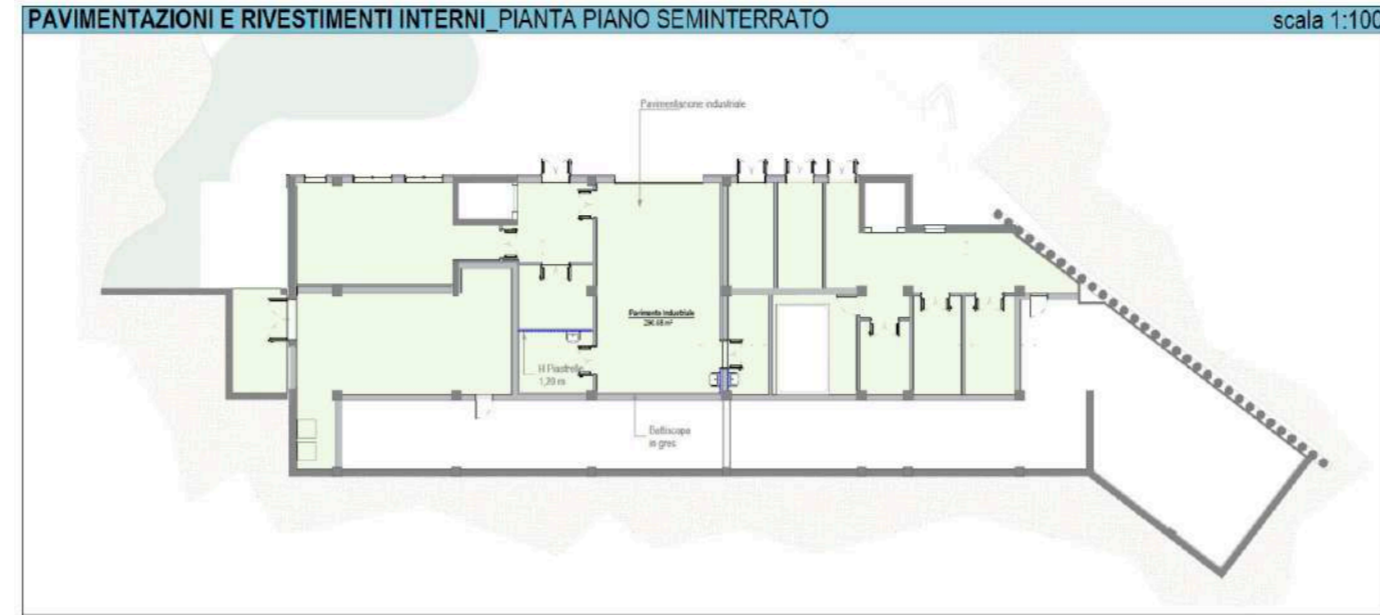 PAVIMENTAZIONI E RIVESTIMENTI INTERNI_PIANTA PIANO SEMINTERRATO scala 1:100
Pavimentazione industriale
Pavimento Industriale
H Piastrelle
1,20 m
Battiscopa
in gres